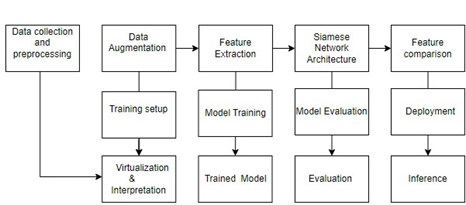 Data collection
and
preprocessing
Data
Augmentation
Feature
Extraction
Siamese
Network
Architecture
Feature
comparison
Training setup
Model Training
Model Evaluation
Deployment
Virtualization
&
Interpretation
Trained Model
Evaluation
Inference